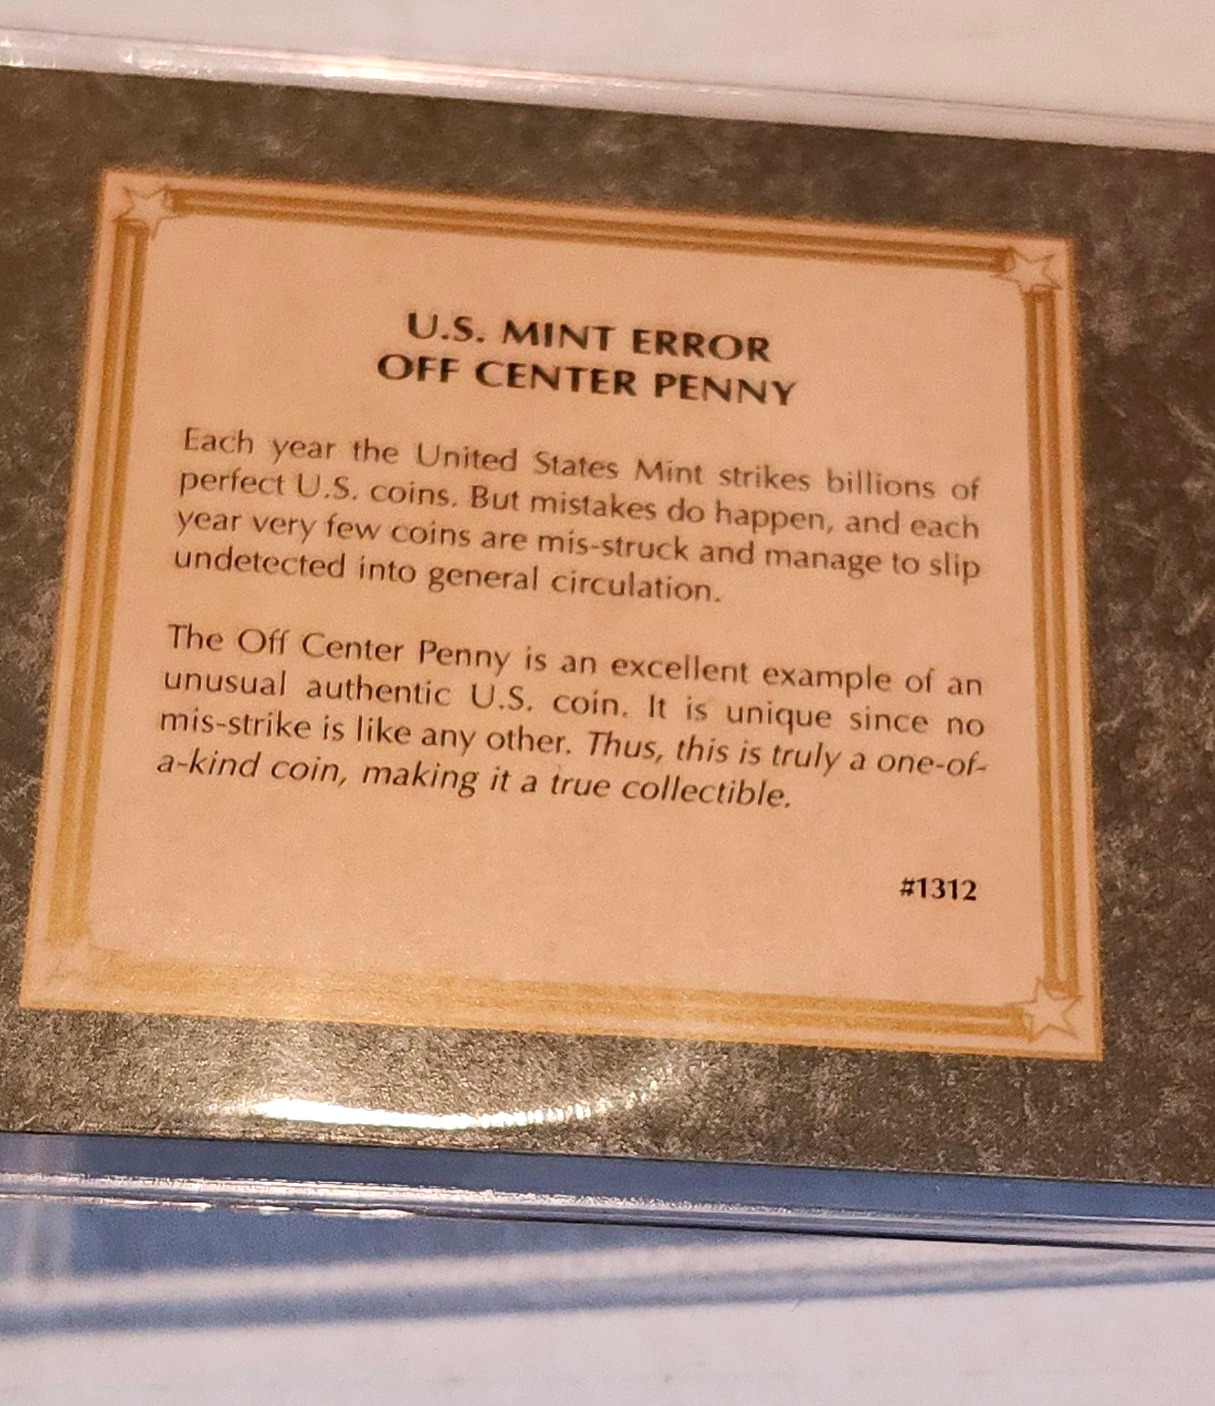 U.S. MINT ERROR
OFF CENTER PENNY
Each year the United States Mint strikes billions of
perfect U.S. coins. But mistakes do happen, and each
year very few coins are mis-struck and manage to slip
undetected into general circulation.
The Off Center Penny is an excellent example of an
unusual authentic U.S. coin. It is unique since no
mis-strike is like any other. Thus, this is truly a one-of-
a-kind coin, making it a true collectible.
#1312